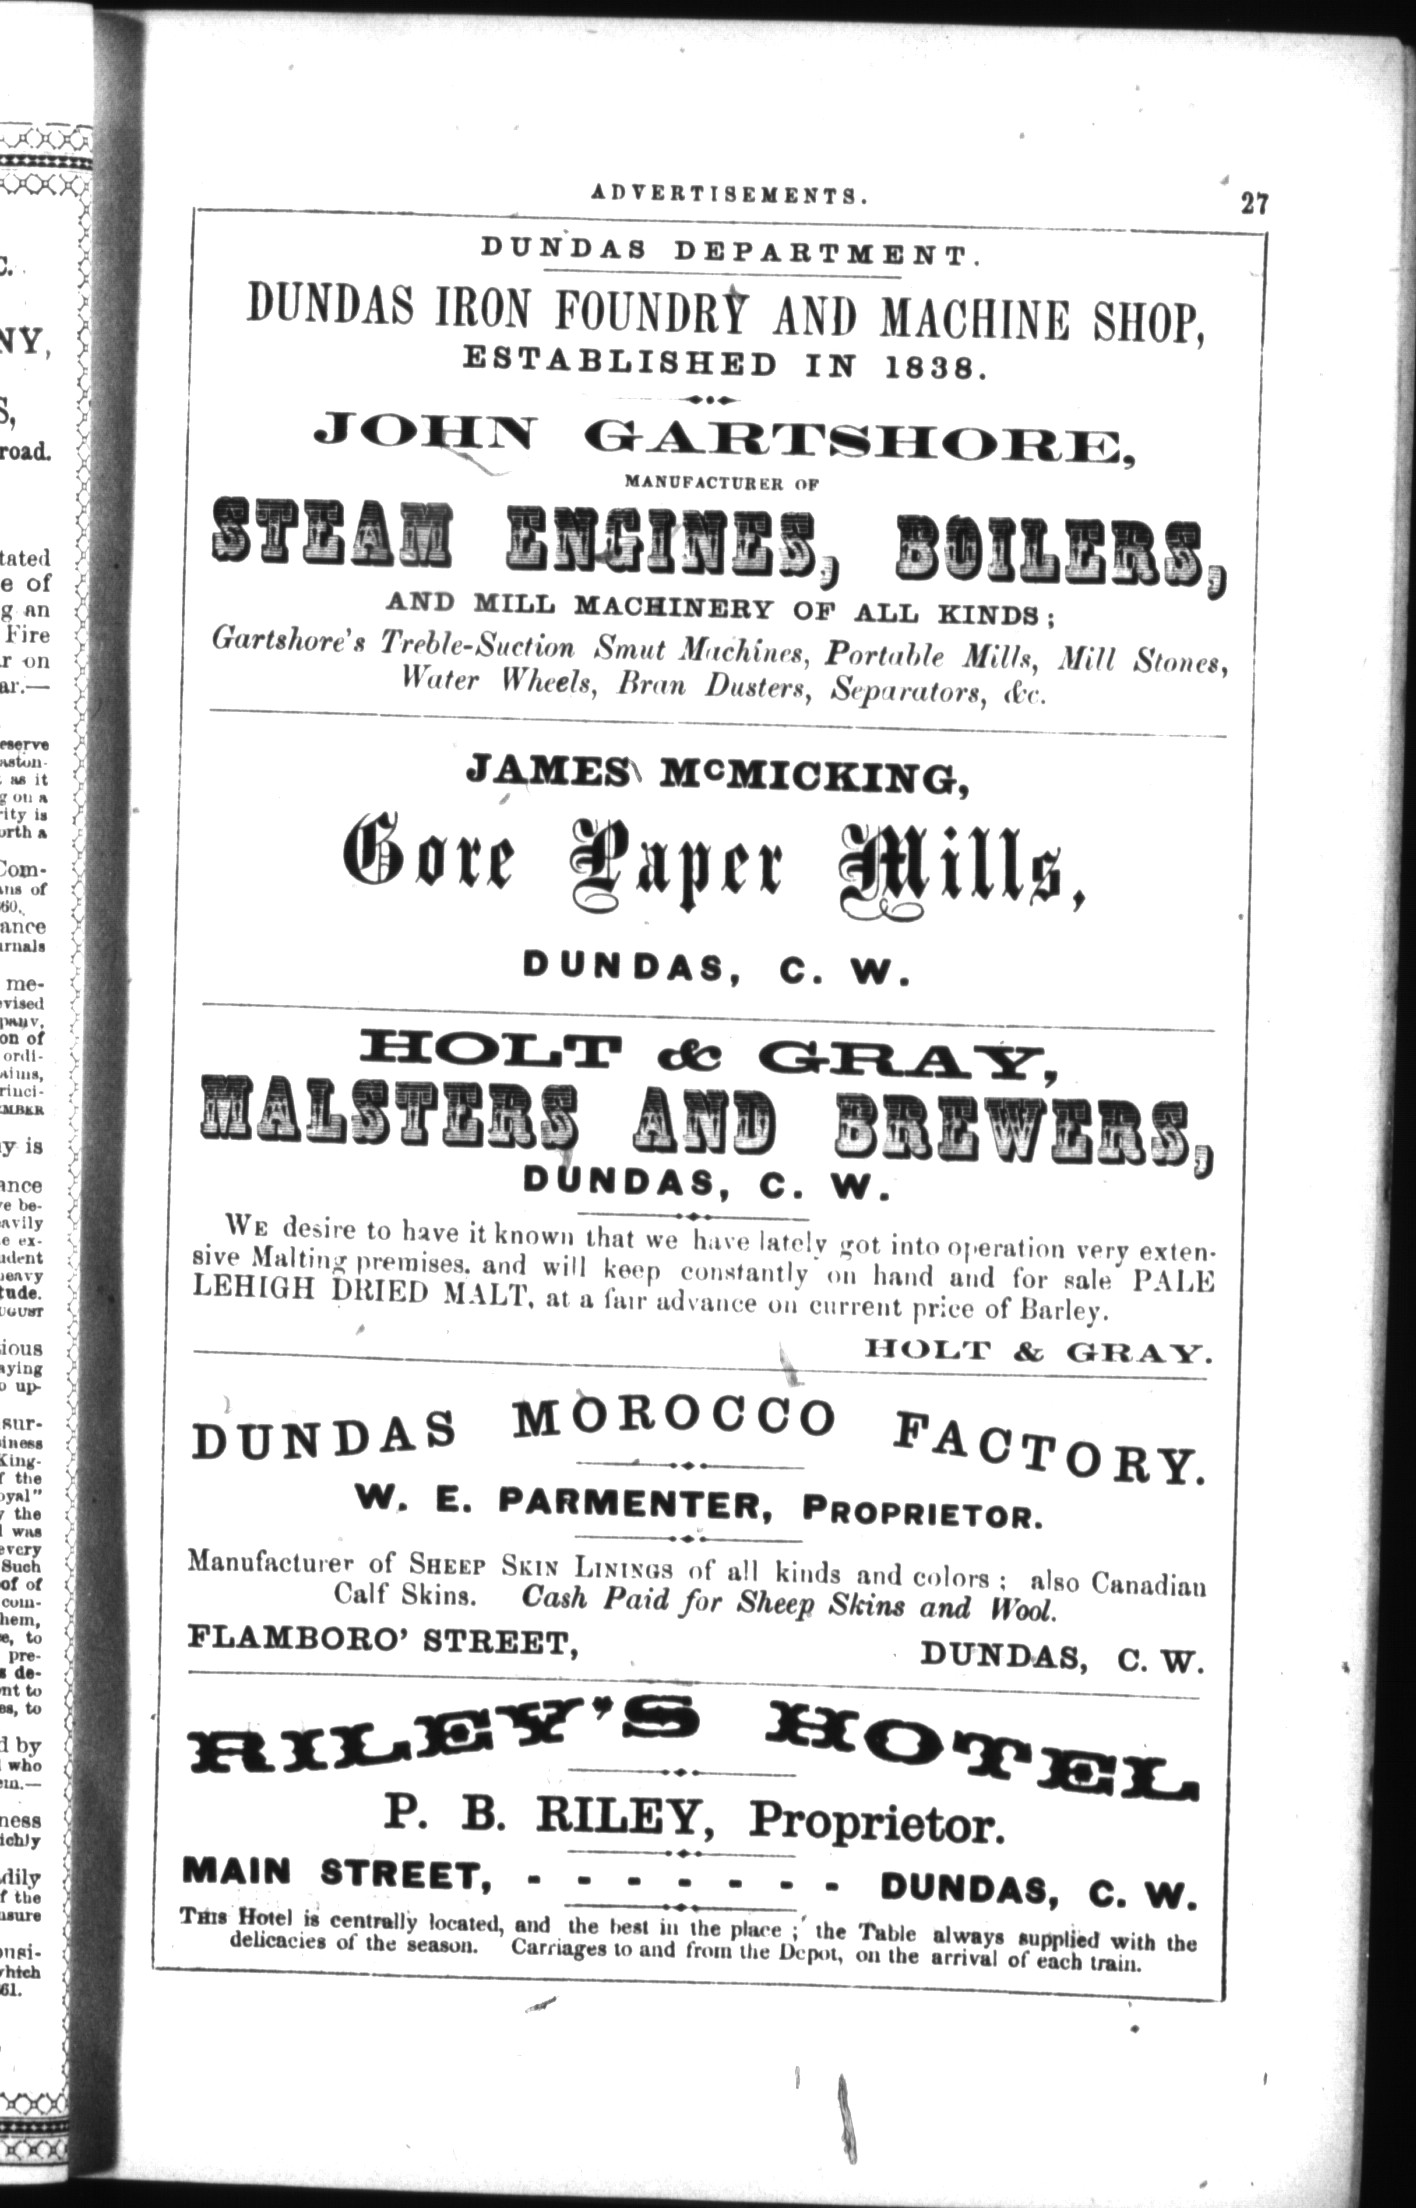 ADVERTISEMENTS.
27
DUNDAS DEPARTMENT.
DUNDAS IRON FOUNDRY AND MACHINE SHOP,
ESTABLISHED IN 1838.
JOHN GARTSHORE,
MANUFACTURER OF
STEAM ENGINES, BOILERS,
AND MILL MACHINERY OF ALL KINDS;
Gartshore's Treble-Suction Smut Machines, Portable Mills, Mill Stones,
Water Wheels, Bran Dusters, Separators, &c.
JAMES McMICKING,
Gore Paper Mills,
DUNDAS, C. W.
HOLT & GRAY,
MALSTERS AND BREWERS,
DUNDAS, C. W.
WE desire to have it known that we have lately got into operation very exten-
sive Malting premises, and will keep constantly on hand and for sale PALE
LEHIGH DRIED MALT, at a fair advance on current price of Barley.
HOLT & GRAY.
DUNDAS MOROCCO FACTORY.
W. E. PARMENTER, PROPRIETOR.
Manufacturer of SHEEP SKIN LININGS of all kinds and colors; also Canadian
Calf Skins. Cash Paid for Sheep Skins and Wool.
FLAMBORO' STREET, DUNDAS, C. W.
RILEY'S HOTEL
P. B. RILEY, Proprietor.
MAIN STREET, - - - - - - - DUNDAS, C. W.
THIS Hotel is centrally located, and the best in the place; the Table always supplied with the
delicacies of the season. Carriages to and from the Depot, on the arrival of each train.